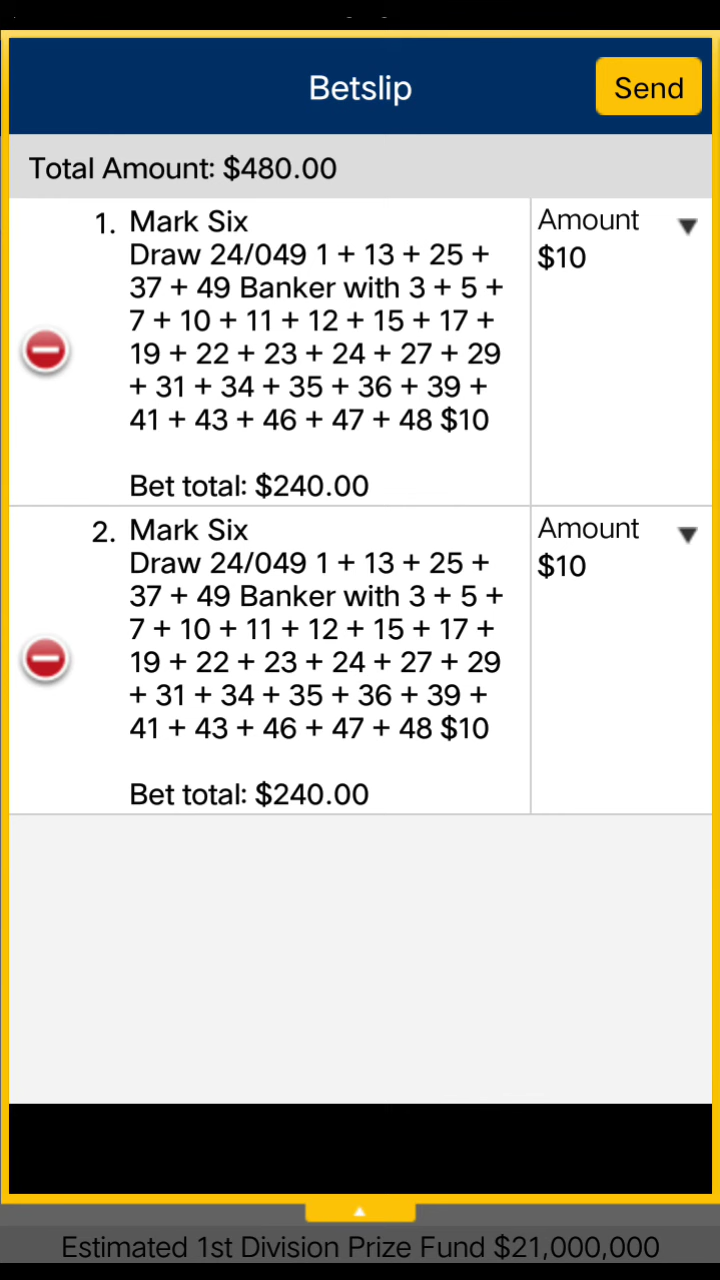 Betslip
Send
Total Amount: $480.00
1. Mark Six
Draw 24/049 1 + 13 + 25 +
37 + 49 Banker with 3 + 5 +
7 + 10 + 11 + 12 + 15 + 17 +
19 + 22 + 23 + 24 + 27 + 29
+ 31 + 34 + 35 + 36 + 39 +
41 + 43 + 46 + 47 + 48 $10
Bet total: $240.00
Amount
$10
2. Mark Six
Draw 24/049 1 + 13 + 25 +
37 + 49 Banker with 3 + 5 +
7 + 10 + 11 + 12 + 15 + 17 +
19 + 22 + 23 + 24 + 27 + 29
+ 31 + 34 + 35 + 36 + 39 +
41 + 43 + 46 + 47 + 48 $10
Bet total: $240.00
Amount
$10
Estimated 1st Division Prize Fund $21,000,000